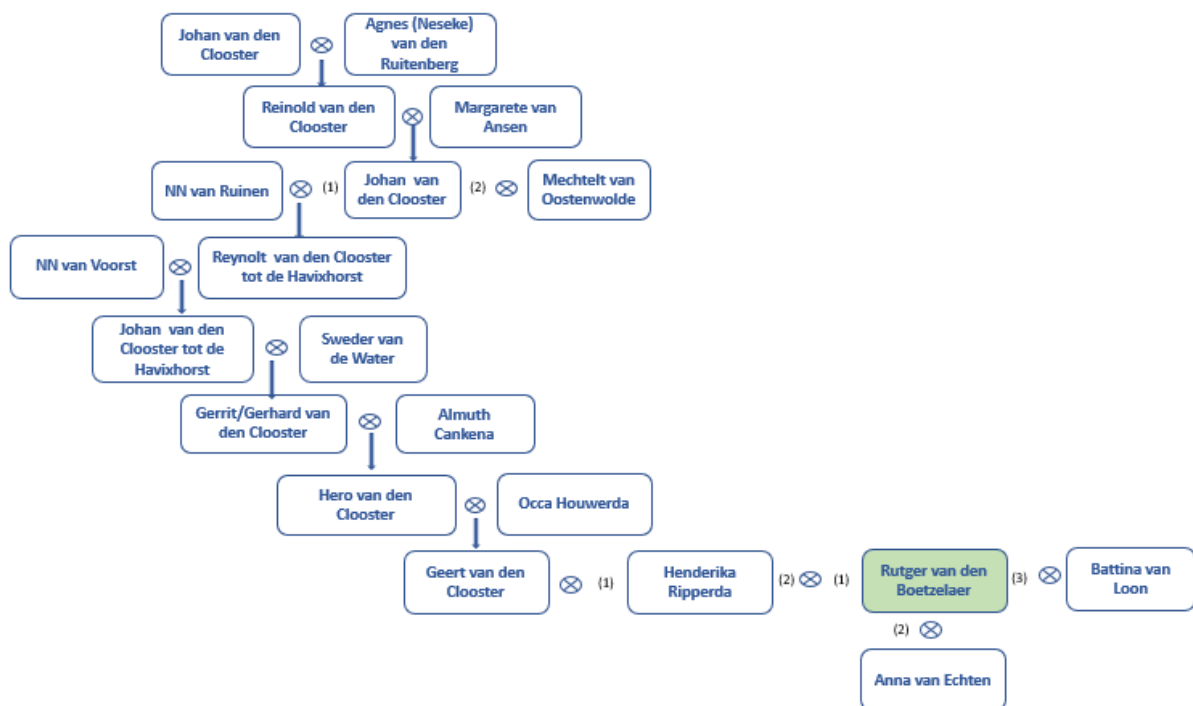 Johan van den
Clooster
Agnes (Neseke)
van den
Ruitenberg
Reinold van den
Clooster
Margarete van
Ansen
NN van Ruinen
(1)
Johan van
den Clooster
(2)
Mechtelt van
Oostenwolde
NN van Voorst
Reynolt van den Clooster
tot de Havixhorst
Johan van den
Clooster tot de
Havixhorst
Sweder van
de Water
Gerrit/Gerhard van
den Clooster
Almuth
Cankena
Hero van den
Clooster
Occa Houwerda
Geert van den
Clooster
(1)
Henderika
Ripperda
(2)
(1)
Rutger van den
Boetzelaer
(3)
Battina van
Loon
(2)
Anna van Echten